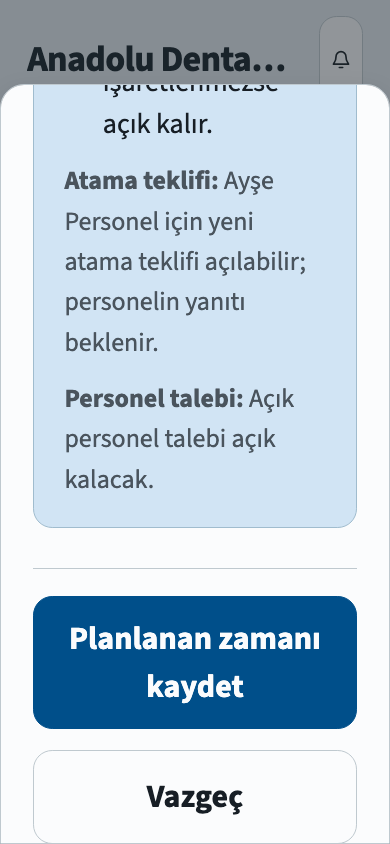 Anadolu Denta...
işaretlenmezse
açık kalır.
Atama teklifi: Ayşe
Personel için yeni
atama teklifi açılabilir;
personelin yanıtı
beklenir.
Personel talebi: Açık
personel talebi açık
kalacak.
Planlanan zamanı
kaydet
Vazgeç